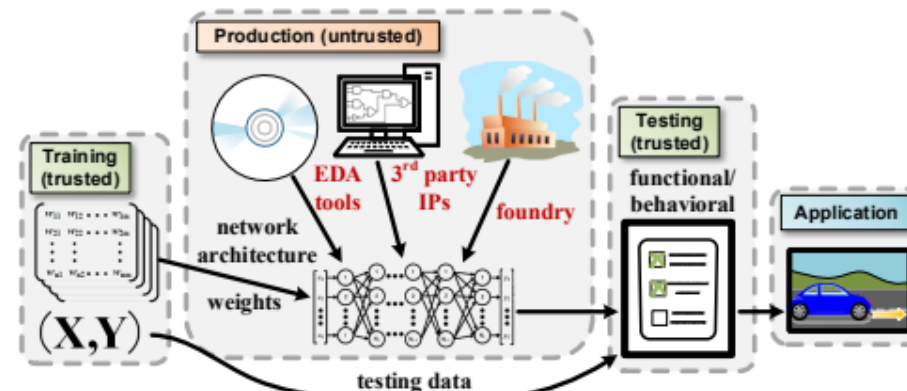 Production (untrusted)
Training
(trusted)
EDA
tools
3rd party
IPs
foundry
Testing
(trusted)
functional/
behavioral
Application
network
architecture
weights
(X,Y)
testing data